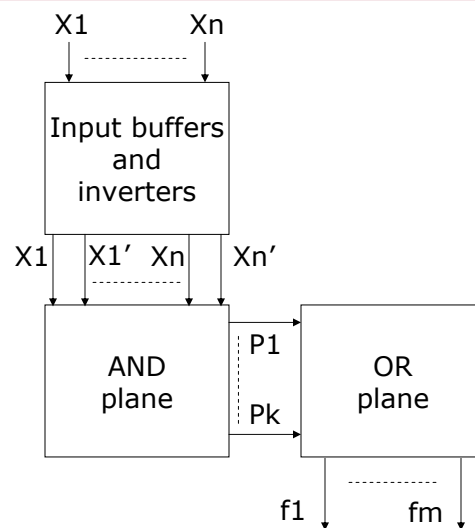 X1 Xn
Input buffers
and
inverters
X1 X1’ Xn Xn’
AND
plane
P1
Pk
OR
plane
f1 fm